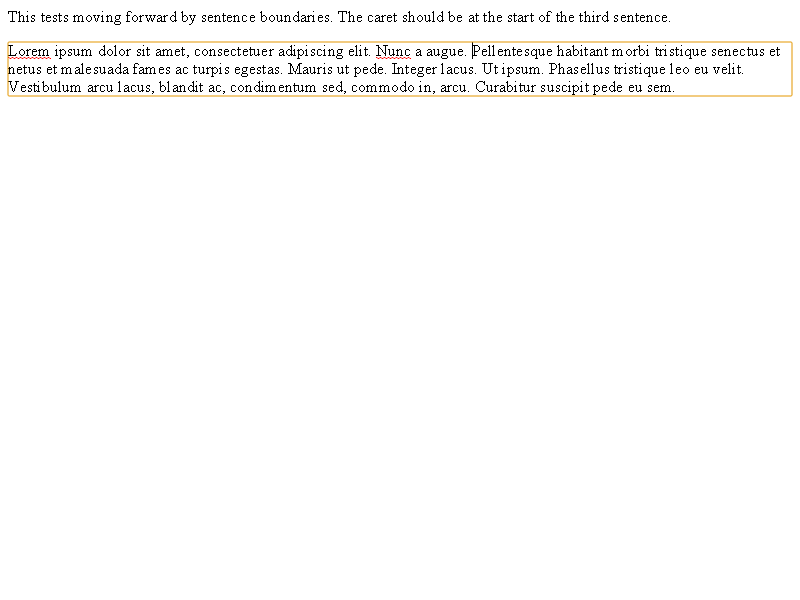 This tests moving forward by sentence boundaries. The caret should be at the start of the third sentence.
Lorem ipsum dolor sit amet, consectetuer adipiscing elit. Nunc a augue. Pellentesque habitant morbi tristique senectus et
netus et malesuada fames ac turpis egestas. Mauris ut pede. Integer lacus. Ut ipsum. Phasellus tristique leo eu velit.
Vestibulum arcu lacus, blandit ac, condimentum sed, commodo in, arcu. Curabitur suscipit pede eu sem.